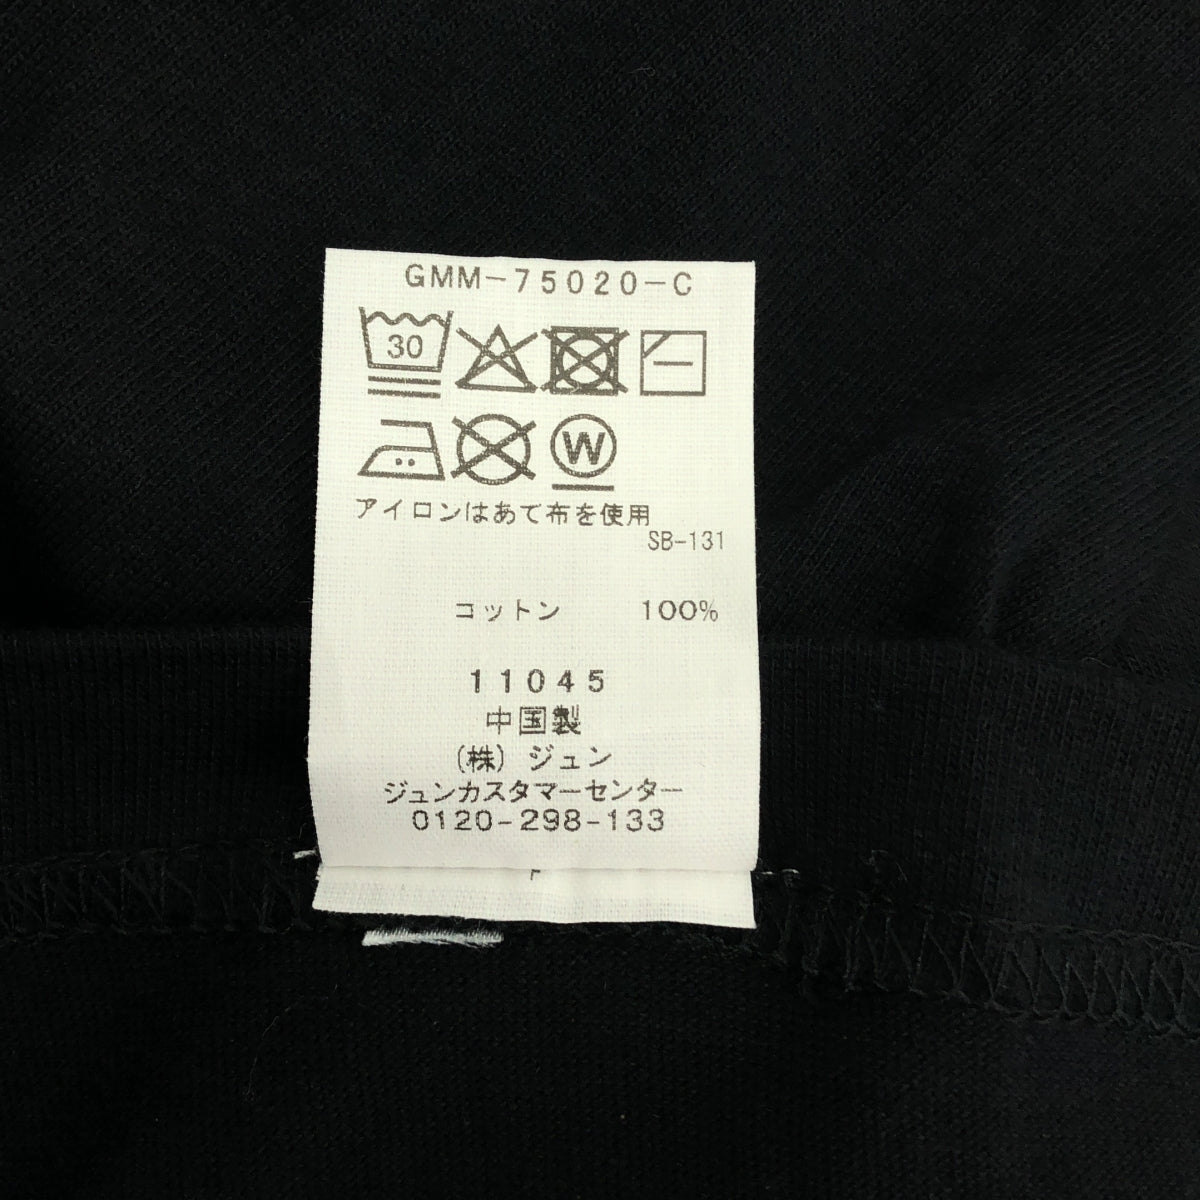 GMM-75020-C
30
W
アイロンはあて布を使用
SB-131
コットン 100%
11045
中国製
(株)ジュン
ジュンカスタマーセンター
0120-298-133